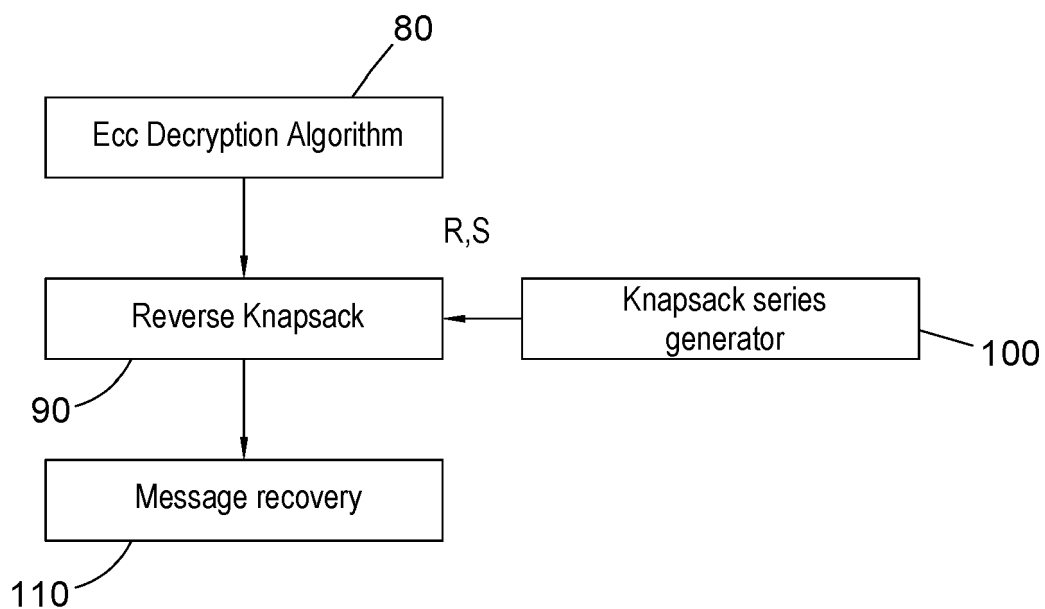 80
Ecc Decryption Algorithm
R,S
Reverse Knapsack
Knapsack series
generator
100
90
Message recovery
110